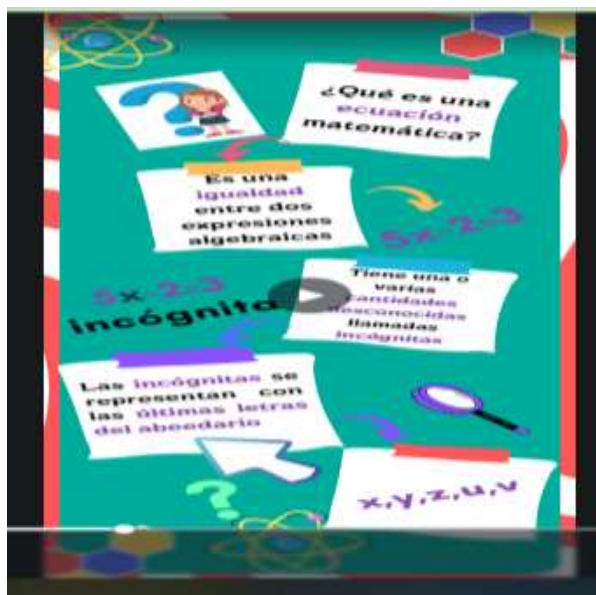 ¿Qué es una
ecuación
matemática?
Es una
igualdad
entre dos
expresiones
algebraicas
5x-2=3
Tiene una o
varias
cantidades
desconocidas
llamadas
incógnitas
5x-2=3
incógnita
Las incógnitas se
representan con
las últimas letras
del abecedario
x,y,z,u,v